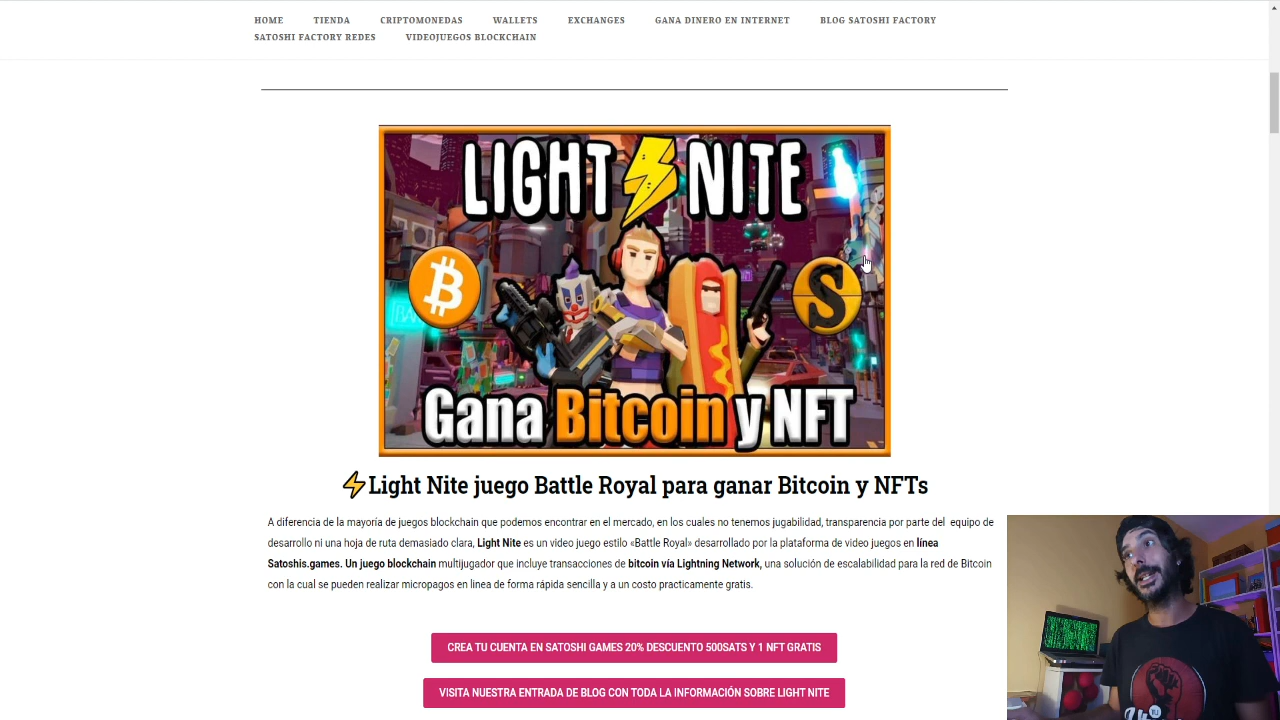 HOME TIENDA CRIPTOMONEDAS WALLETS EXCHANGES GANA DINERO EN INTERNET BLOG SATOSHI FACTORY
SATOSHI FACTORY REDES VIDEOJUEGOS BLOCKCHAIN
LIGHT NITE
Gana Bitcoin y NFT
⚡Light Nite juego Battle Royal para ganar Bitcoin y NFTs
A diferencia de la mayoría de juegos blockchain que podemos encontrar en el mercado, en los cuales no tenemos jugabilidad, transparencia por parte del equipo de
desarrollo ni una hoja de ruta demasiado clara, Light Nite es un video juego estilo «Battle Royal» desarrollado por la plataforma de video juegos en línea
Satoshis.games. Un juego blockchain multijugador que incluye transacciones de bitcoin vía Lightning Network, una solución de escalabilidad para la red de Bitcoin
con la cual se pueden realizar micropagos en linea de forma rápida sencilla y a un costo practicamente gratis.
CREA TU CUENTA EN SATOSHI GAMES 20% DESCUENTO 500SATS Y 1 NFT GRATIS
VISITA NUESTRA ENTRADA DE BLOG CON TODA LA INFORMACIÓN SOBRE LIGHT NITE